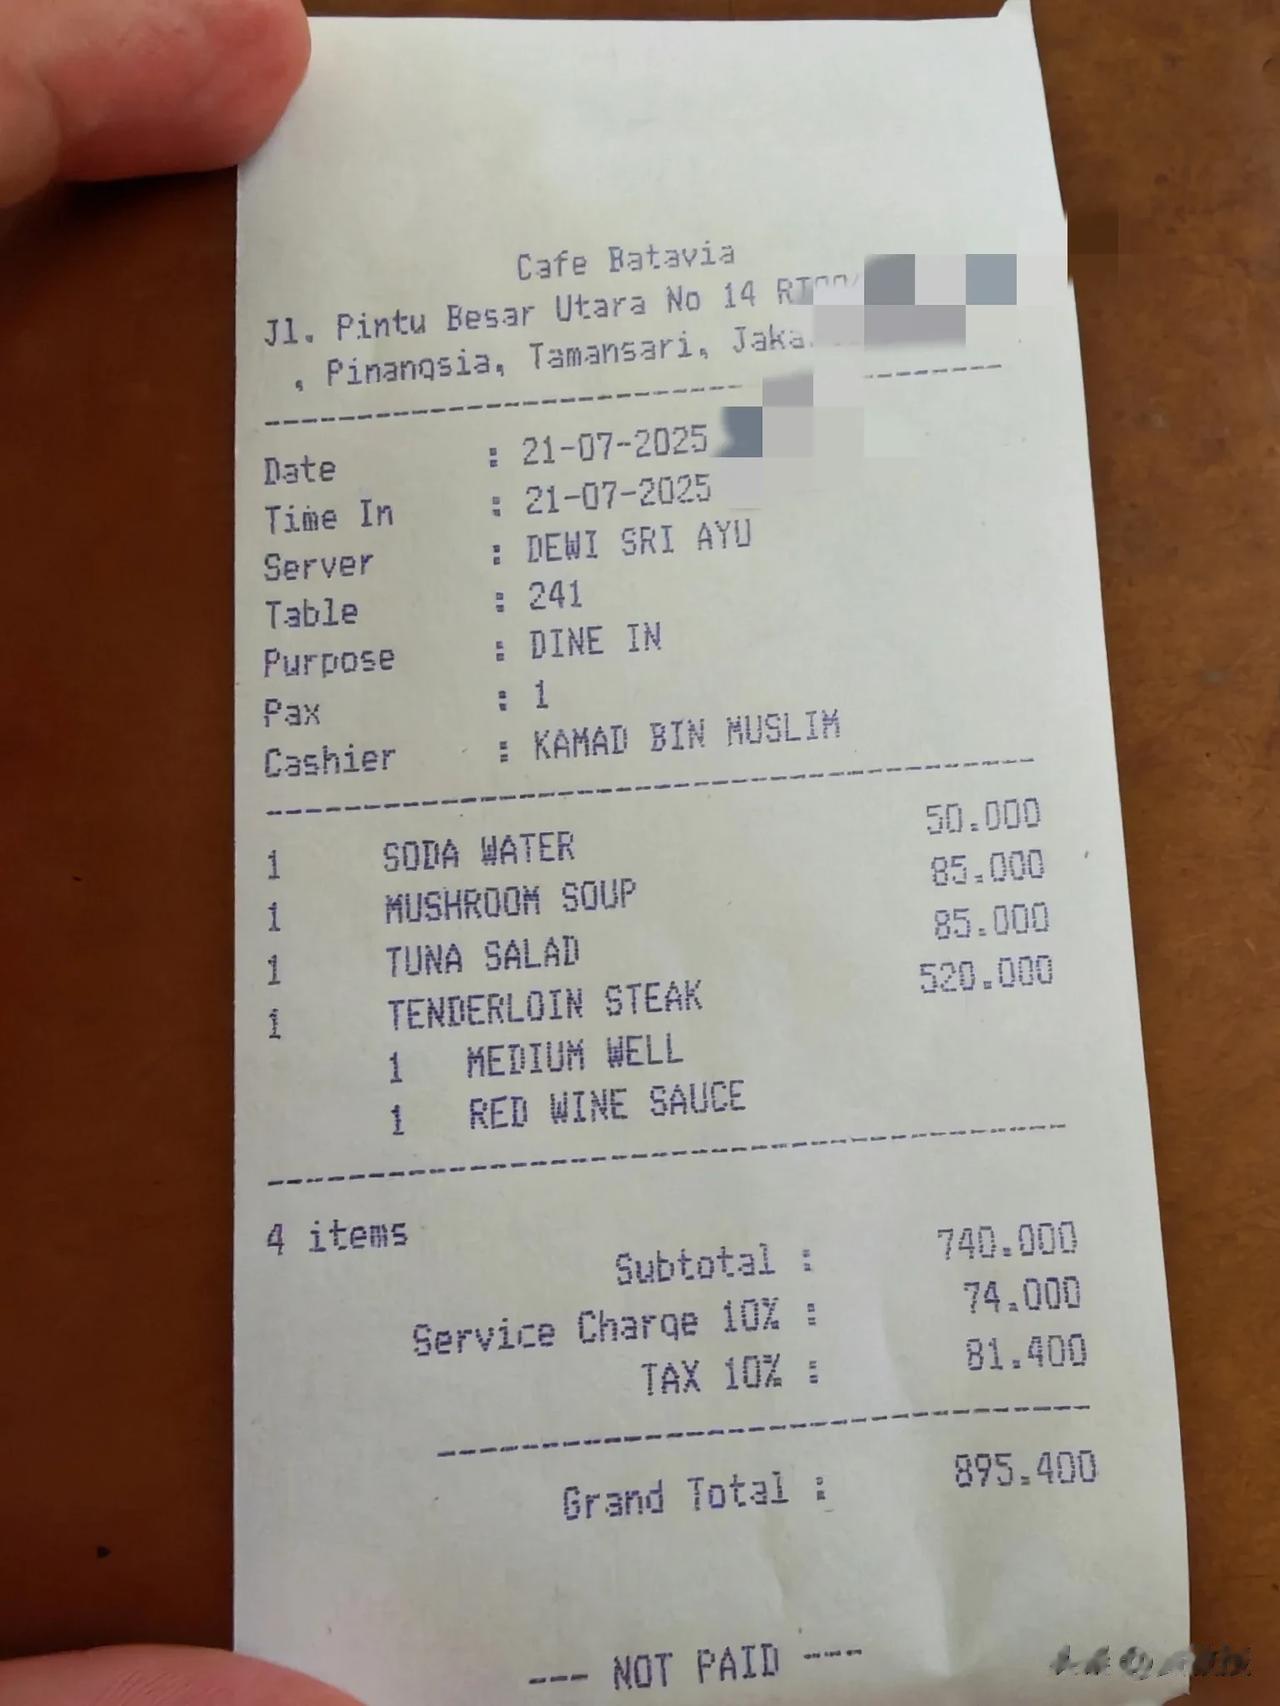 Cafe Batavia
Jl. Pintu Besar Utara No 14
, Pinangsia, Tamansari,
Date : 21-07-2025
Time In : 21-07-2025
Server : DEWI SRI AYU
Table : 241
Purpose : DINE IN
Pax : 1
Cashier : KAMAD BIN MUSLIM
1 SODA WATER 50.000
1 MUSHROOM SOUP 85.000
1 TUNA SALAD 85.000
1 TENDERLOIN STEAK 520.000
1 MEDIUM WELL
1 RED WINE SAUCE
4 items
Subtotal : 740.000
Service Charge 10% : 74.000
TAX 10% : 81.400
Grand Total : 895.400
--- NOT PAID ---